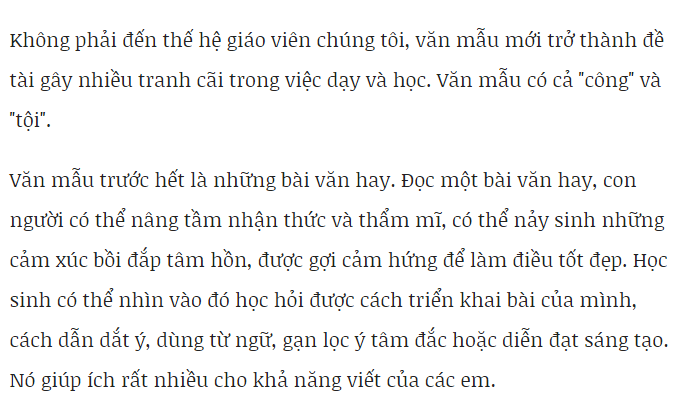 Không phải đến thế hệ giáo viên chúng tôi, văn mẫu mới trở thành đề
tài gây nhiều tranh cãi trong việc dạy và học. Văn mẫu có cả "công" và
"tội".
Văn mẫu trước hết là những bài văn hay. Đọc một bài văn hay, con
người có thể nâng tầm nhận thức và thẩm mĩ, có thể nảy sinh những
cảm xúc bồi đắp tâm hồn, được gợi cảm hứng để làm điều tốt đẹp. Học
sinh có thể nhìn vào đó học hỏi được cách triển khai bài của mình,
cách dẫn dắt ý, dùng từ ngữ, gạn lọc ý tâm đắc hoặc diễn đạt sáng tạo.
Nó giúp ích rất nhiều cho khả năng viết của các em.